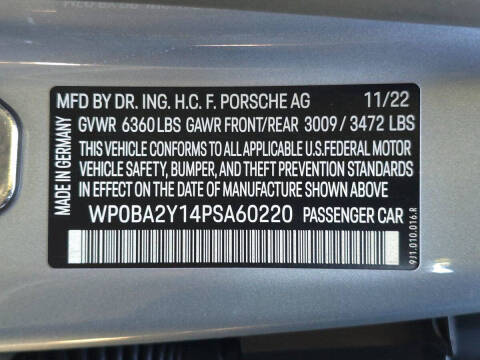 MFD BY DR. ING. H.C. F. PORSCHE AG 11/22
GVWR 6360 LBS GAWR FRONT/REAR 3009 / 3472 LBS
THIS VEHICLE CONFORMS TO ALL APPLICABLE U.S.FEDERAL MOTOR
VEHICLE SAFETY, BUMPER, AND THEFT PREVENTION STANDARDS
IN EFFECT ON THE DATE OF MANUFACTURE SHOWN ABOVE
WP0BA2Y14PSA60220 PASSENGER CAR
MADE IN GERMANY
9J1.010.016.R